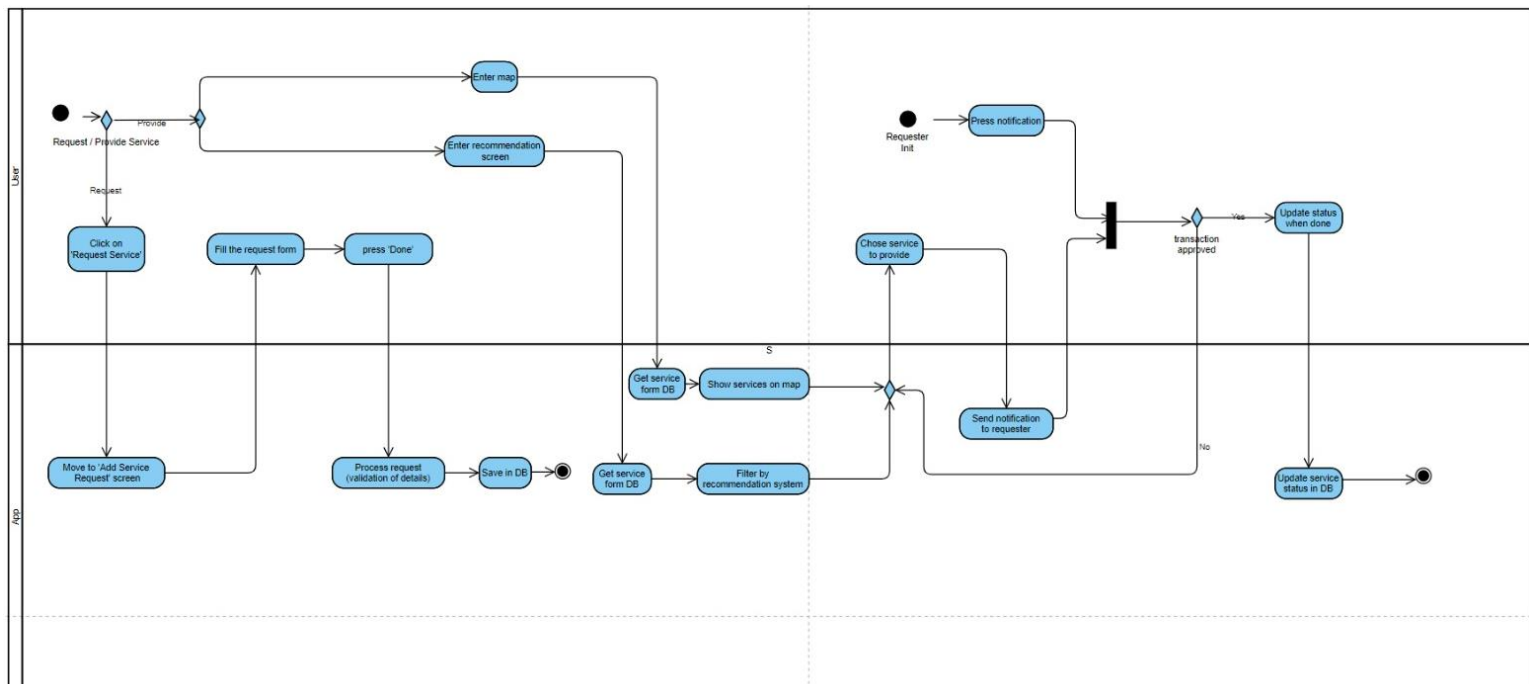 User
Enter map
Provide
Request / Provide Service
Enter recommendation
screen
Request
Click on
'Request Service'
Fill the request form
press 'Done'
Requester
Init
Press notification
Chose service
to provide
transaction
approved
Yes
Update status
when done
App
S
Get service
form DB
Show services on map
Move to 'Add Service
Request' screen
Process request
(validation of details)
Save in DB
Get service
form DB
Filter by
recommendation system
Send notification
to requester
No
Update service
status in DB